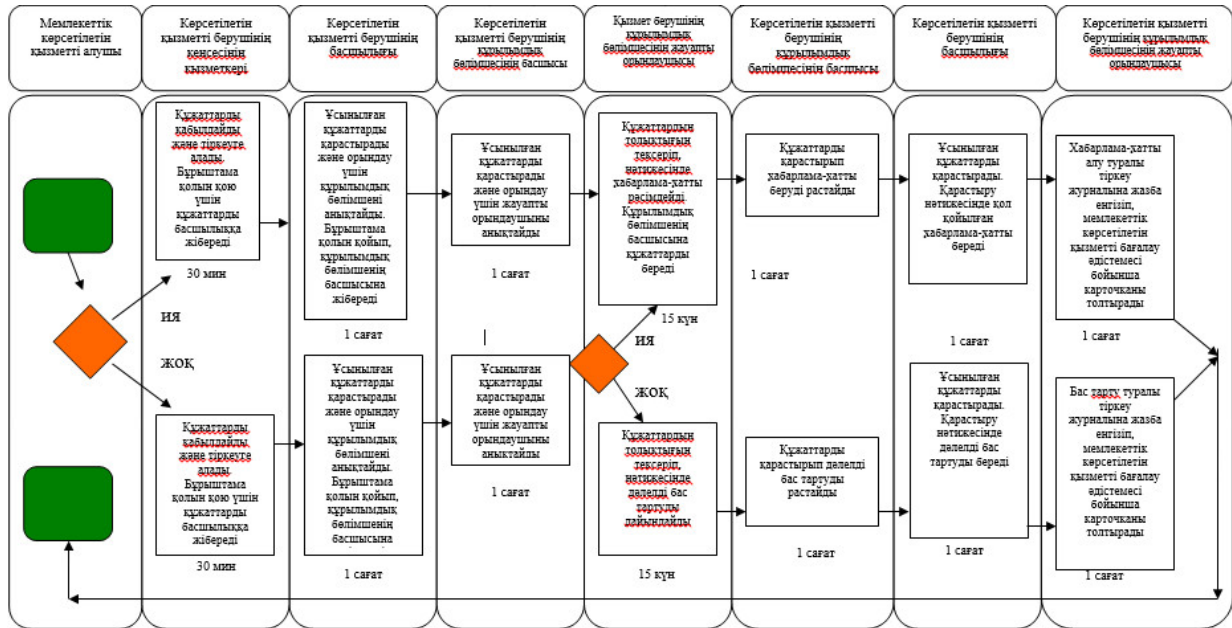 Мемлекеттік
көрсетілетін
қызметті алушы
Көрсетілетін
қызметті берушінің
кеңсесінің
қызметкері
Көрсетілетін
қызметті берушінің
басшылығы
Көрсетілетін
қызметті берушінің
құрылымдық
бөлімшесінің басшысы
Қызмет берушінің
құрылымдық
бөлімшесінің жауапты
орындаушысы
Көрсетілетін қызметті
берушінің
құрылымдық
бөлімшесінің басшысы
Көрсетілетін қызметті
берушінің
басшылығы
Көрсетілетін қызметті
берушінің құрылымдық
бөлімшесінің жауапты
орындаушысы
Құжаттарды
қабылдайды
және тіркеуге
алады.
Бұрыштама
қолын қою
үшін
құжаттарды
басшылыққа
жібереді
30 мин
Ұсынылған
құжаттарды
қарастырады
және орындау
үшін
құрылымдық
бөлімшені
анықтайды.
Бұрыштама
қолын қойып,
құрылымдық
бөлімшенің
басшысына
жібереді
1 сағат
Ұсынылған
құжаттарды
қарастырады
және орындау
үшін жауапты
орындаушыны
анықтайды
1 сағат
Құжаттардың
толықтығын
тексеріп,
нәтижесінде
хабарлама-хатты
рәсімдейді.
Құрылымдық
бөлімшенің
басшысына
құжаттарды
береді
15 күн
Құжаттарды
қарастырып
хабарлама-хатты
беруді растайды
1 сағат
Ұсынылған
құжаттарды
қарастырады.
Қарастыру
нәтижесінде қол
қойылған
хабарлама-хатты
береді
1 сағат
Хабарлама-хатты
алу туралы
тіркеу
журналына жазба
енгізіп,
мемлекеттік
көрсетілетін
қызметті бағалау
әдістемесі
бойынша
карточканы
толтырады
1 сағат
ИЯ
ЖОҚ
ИЯ
ЖОҚ
Құжаттарды
қабылдайды
және тіркеуге
алады.
Бұрыштама
қолын қою үшін
құжаттарды
басшылыққа
жібереді
30 мин
Ұсынылған
құжаттарды
қарастырады
және орындау
үшін
құрылымдық
бөлімшені
анықтайды.
Бұрыштама
қолын қойып,
құрылымдық
бөлімшенің
басшысына
1 сағат
Ұсынылған
құжаттарды
қарастырады
және орындау
үшін жауапты
орындаушыны
анықтайды
1 сағат
Құжаттардың
толықтығын
тексеріп,
нәтижесінде
дәлелді бас
тартуды
дайындайды
15 күн
Құжаттарды
қарастырып дәлелді
бас тартуды
растайды
1 сағат
Ұсынылған
құжаттарды
қарастырады.
Қарастыру
нәтижесінде
дәлелді бас
тартуды береді
1 сағат
Бас тарту туралы
тіркеу
журналына жазба
енгізіп,
мемлекеттік
көрсетілетін
қызметті бағалау
әдістемесі
бойынша
карточканы
толтырады
1 сағат